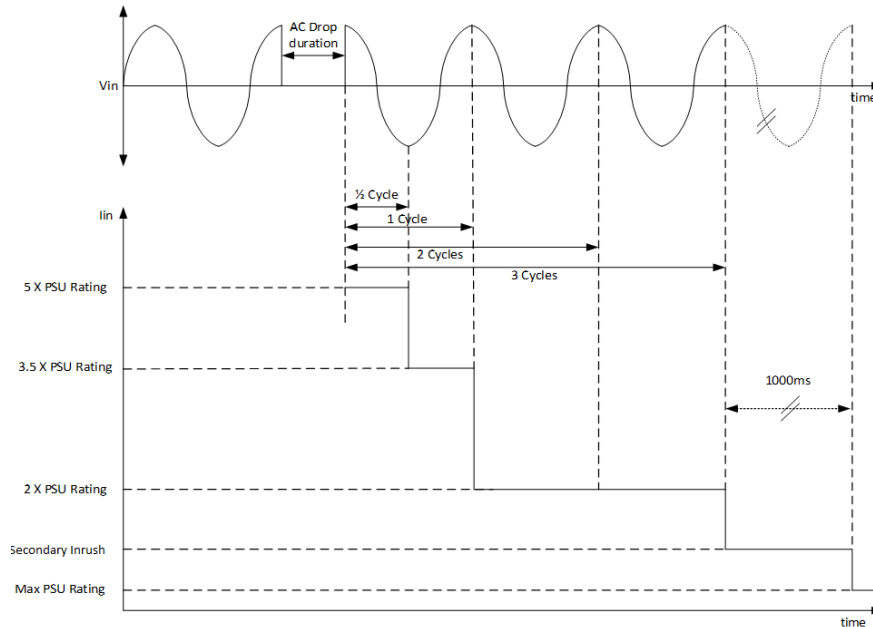 AC Drop
duration
Vin
time
½ Cycle
Iin
1 Cycle
2 Cycles
3 Cycles
5 X PSU Rating
3.5 X PSU Rating
1000ms
2 X PSU Rating
Secondary Inrush
Max PSU Rating
time